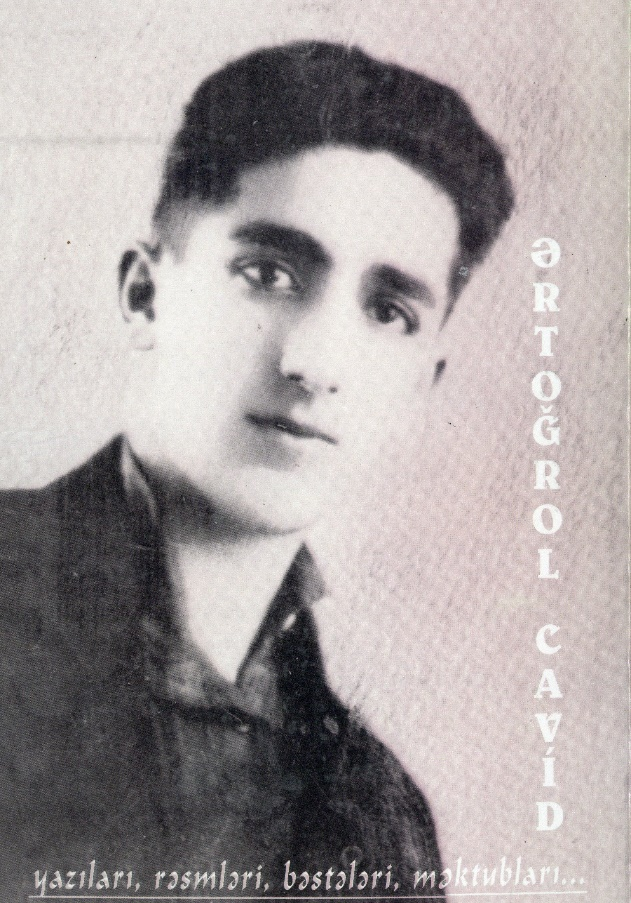 ƏRTOĞROL CAVİD
yazıları, rəsmləri, bəstələri, məktubları...